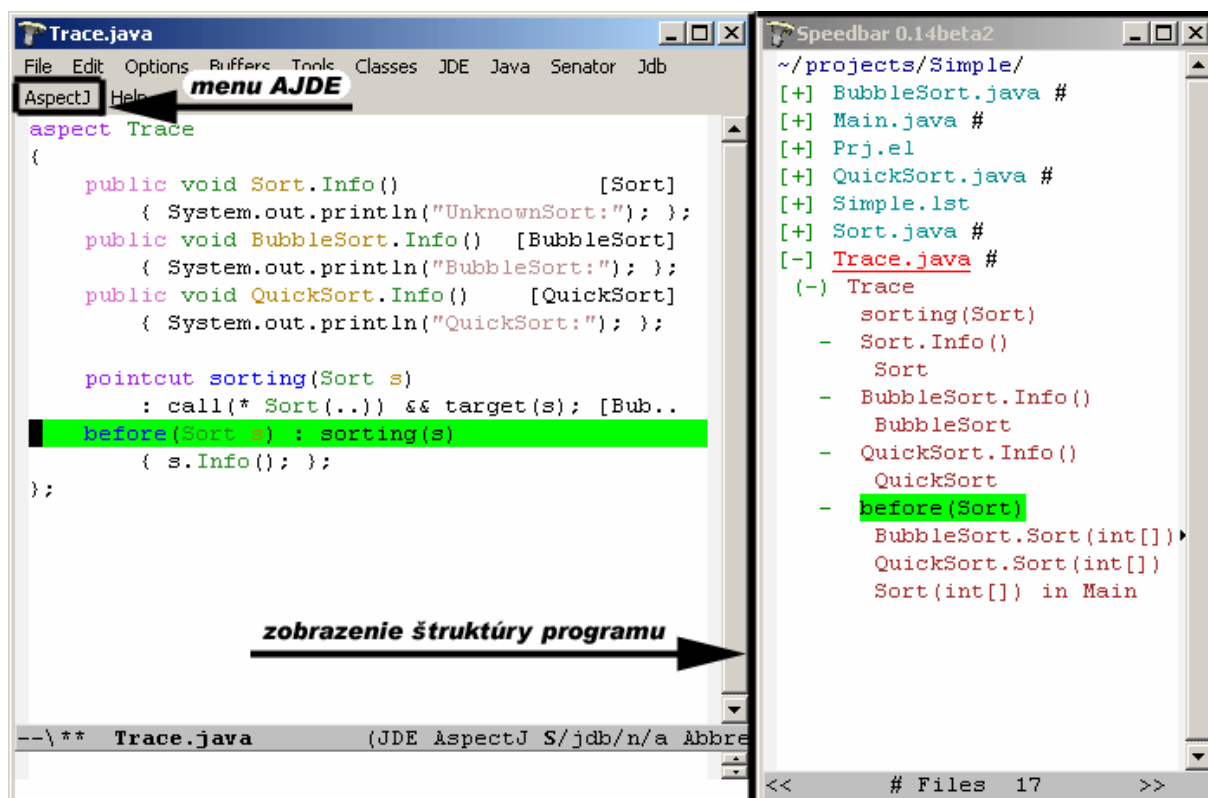 Trace.java
File Edit Options Buffers Tools Classes JDE Java Senator Jdb
AspectJ Help
menu AJDE
aspect Trace
{
public void Sort.Info() [Sort]
{ System.out.println("UnknownSort:"); };
public void BubbleSort.Info() [BubbleSort]
{ System.out.println("BubbleSort:"); };
public void QuickSort.Info() [QuickSort]
{ System.out.println("QuickSort:"); };
pointcut sorting(Sort s)
: call(* Sort(..)) && target(s); [Bub..
before(Sort s) : sorting(s)
{ s.Info(); };
};
zobrazenie štruktúry programu
--\** Trace.java (JDE AspectJ S/jdb/n/a Abbre
Speedbar 0.14beta2
~/projects/Simple/
[+] BubbleSort.java #
[+] Main.java #
[+] Prj.el
[+] QuickSort.java #
[+] Simple.lst
[+] Sort.java #
[-] Trace.java #
(-) Trace
sorting(Sort)
- Sort.Info()
Sort
- BubbleSort.Info()
BubbleSort
- QuickSort.Info()
QuickSort
- before(Sort)
BubbleSort.Sort(int[])
QuickSort.Sort(int[])
Sort(int[]) in Main
<< # Files 17 >>